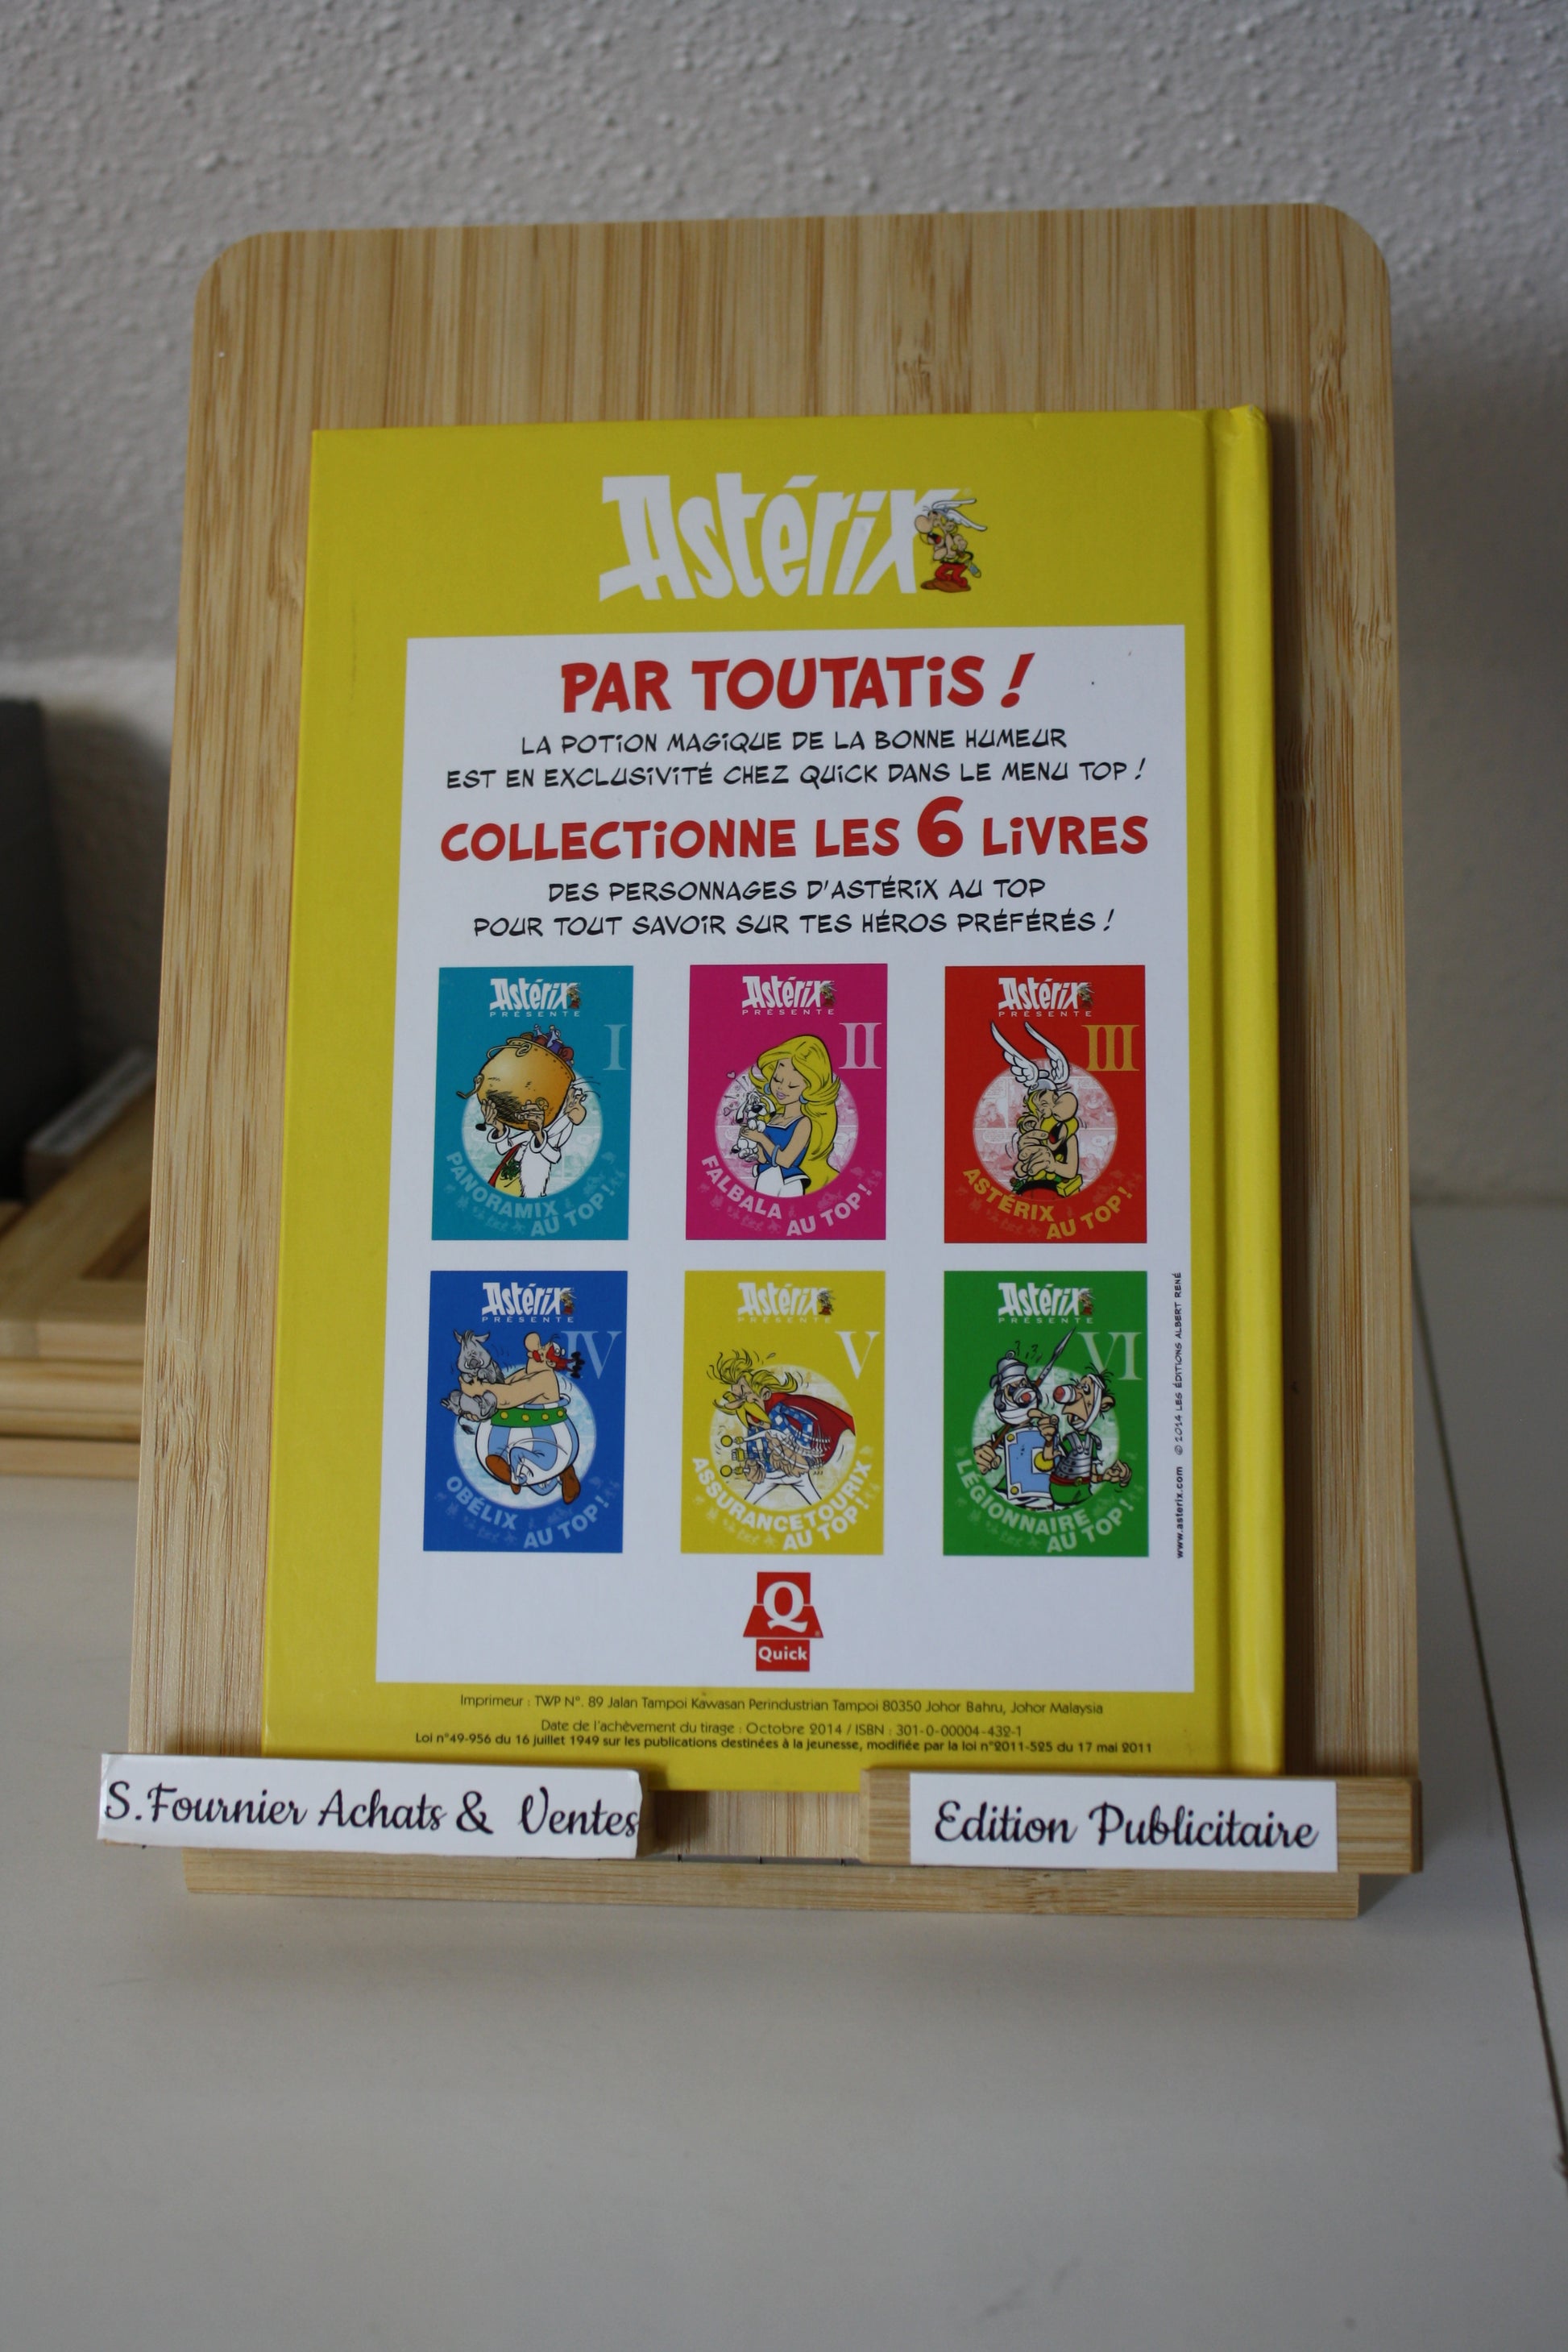 Astérix
PAR TOUTATiS !
LA POTiON MAGiQUE DE LA BONNE HUMEUR
EST EN EXCLUSiViTÉ CHEZ QUiCK DANS LE MENU TOP !
COLLECTiONNE LES 6 LiVRES
DES PERSONNAGES D'ASTÉRiX AU TOP
POUR TOUT SAVOiR SUR TES HÉROS PRÉFÉRÉS !
Astérix
PRÉSENTE
I
PANORAMIX
AU TOP !
Astérix
PRÉSENTE
II
FALBALA
AU TOP !
Astérix
PRÉSENTE
III
ASTÉRIX
AU TOP !
Astérix
PRÉSENTE
IV
OBÉLIX
AU TOP !
Astérix
PRÉSENTE
V
ASSURANCETOURIX
AU TOP !
Astérix
PRÉSENTE
VI
LÉGIONNAIRE
AU TOP !
www.asterix.com © 2014 LES ÉDITIONS ALBERT RENÉ
Q
Quick
Imprimeur : TWP N°. 89 Jalan Tampoi Kawasan Perindustrian Tampoi 80350 Johor Bahru, Johor Malaysia
Date de l'achèvement du tirage : Octobre 2014 / ISBN : 301-0-00004-432-1
Loi n°49-956 du 16 juillet 1949 sur les publications destinées à la jeunesse, modifiée par la loi n°2011-525 du 17 mai 2011
S.Fournier Achats & Ventes
Edition Publicitaire